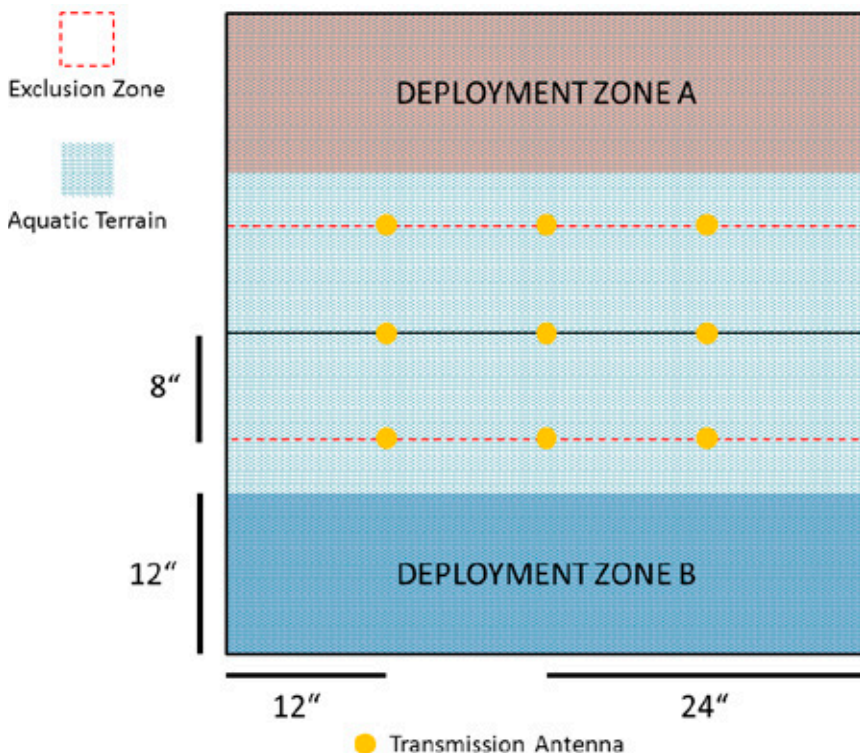 DEPLOYMENT ZONE A
Exclusion Zone
Aquatic Terrain
8“
12“
DEPLOYMENT ZONE B
12“
24“
Transmission Antenna